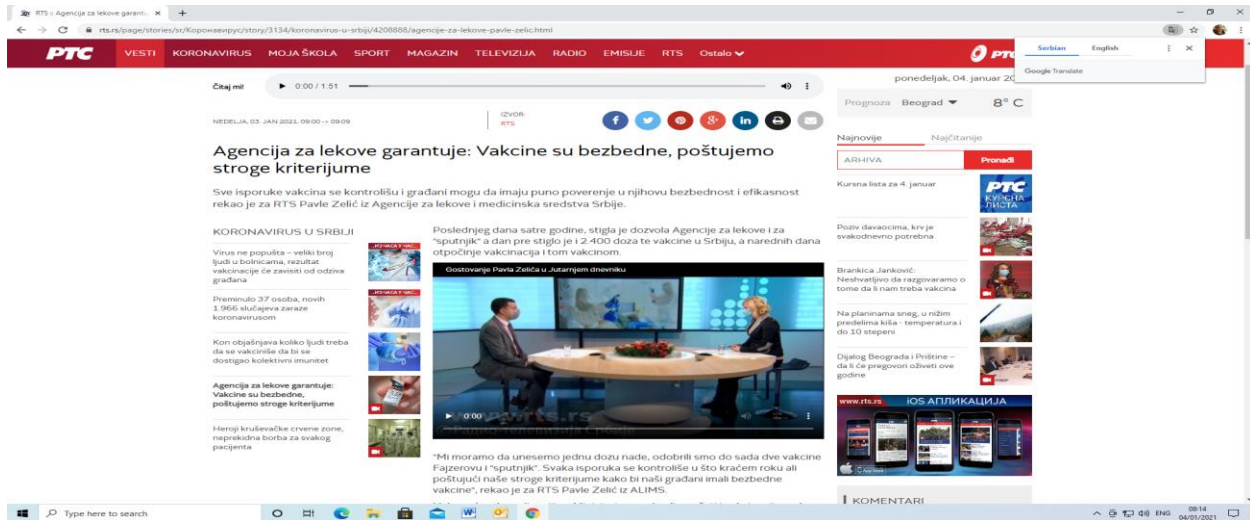 RTS :: Agencija za lekove garant
rts.rs/page/stories/sr/Коронавирус/story/3134/koronavirus-u-srbiji/4208888/agencije-za-lekove-pavle-zelic.html
РТС VESTI KORONAVIRUS MOJA ŠKOLA SPORT MAGAZIN TELEVIZIJA RADIO EMISIJE RTS Ostalo
Serbian English
Google Translate
Čitaj mi!
0:00 / 1:51
ponedeljak, 04. januar 20
Prognoza Beograd 8° C
NEDELJA, 03. JAN 2021, 09:00 -> 09:09
IZVOR:
RTS
Agencija za lekove garantuje: Vakcine su bezbedne, poštujemo
stroge kriterijume
Sve isporuke vakcina se kontrolišu i građani mogu da imaju puno poverenje u njihovu bezbednost i efikasnost
rekao je za RTS Pavle Zelić iz Agencije za lekove i medicinska sredstva Srbije.
KORONAVIRUS U SRBIJI
Virus ne popušta – veliki broj
ljudi u bolnicama, rezultat
vakcinacije će zavisiti od odziva
građana
Preminulo 37 osoba, novih
1.966 slučajeva zaraze
koronavirusom
Kon objašnjava koliko ljudi treba
da se vakciniše da bi se
dostigao kolektivni imunitet
Agencija za lekove garantuje:
Vakcine su bezbedne,
poštujemo stroge kriterijume
Heroji kruševačke crvene zone,
neprekidna borba za svakog
pacijenta
Poslednjeg dana satre godine, stigla je dozvola Agencije za lekove i za
"sputnjik" a dan pre stiglo je i 2.400 doza te vakcine u Srbiju, a narednih dana
otpočinje vakcinacija i tom vakcinom.
Gostovanje Pavla Zelića u Jutarnjem dnevniku
0:00
www.rts.rs
"Mi moramo da unesemo jednu dozu nade, odobrili smo do sada dve vakcine
Fajzerovu i "sputnjik". Svaka isporuka se kontroliše u što kraćem roku ali
poštujući naše stroge kriterijume kako bi naši građani imali bezbedne
vakcine", rekao je za RTS Pavle Zelić iz ALIMS.
Najnovije Najčitanije
ARHIVA Pronađi
Kursna lista za 4. januar
РТС
КУРСНА
ЛИСТА
Poziv davaocima, krv je
svakodnevno potrebna
Brankica Janković:
Neshvatljivo da razgovaramo o
tome da li nam treba vakcina
Na planinama sneg, u nižim
predelima kiša - temperatura i
do 10 stepeni
Dijalog Beograda i Prištine –
da li će pregovori oživeti ove
godine
www.rts.rs iOS АПЛИКАЦИЈА
KOMENTARI
Type here to search
ENG
08:14
04/01/2021